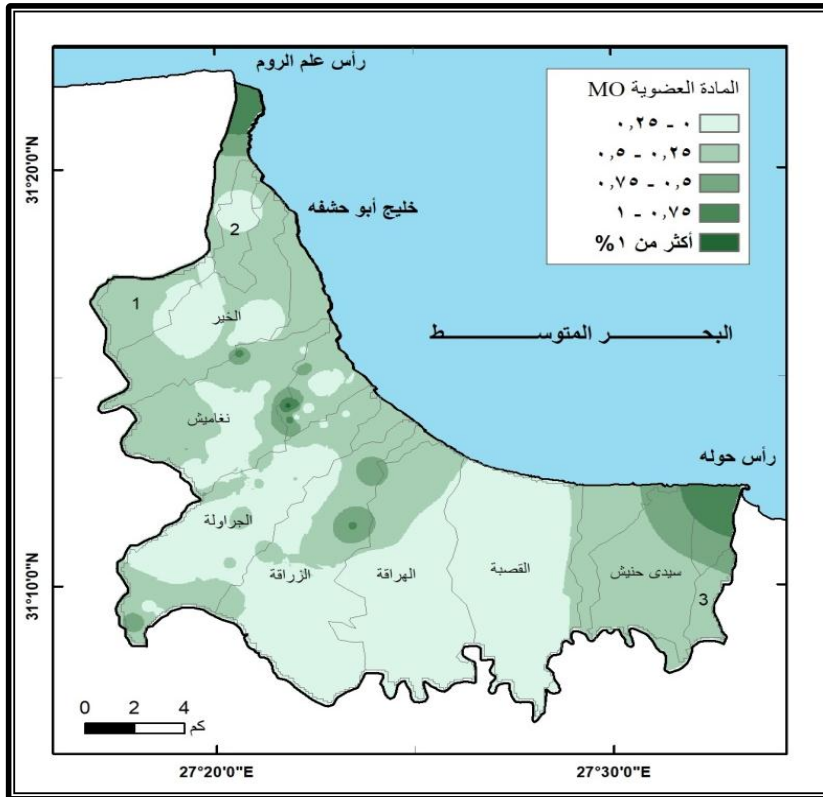 رأس علم الروم
المادة العضوية MO
٠ - ٠,٢٥
٠,٢٥ - ٠,٥
٠,٥ - ٠,٧٥
٠,٧٥ - ١
أكثر من ١%
31°20'0"N
خليج أبو حشفه
2
1
الخير
البحـــر المتوســـط
نغاميش
رأس حوله
الجراولة
الزراقة
الهراقة
القصبة
سيدى حنيش
3
31°10'0"N
0 2 4
كم
27°20'0"E
27°30'0"E